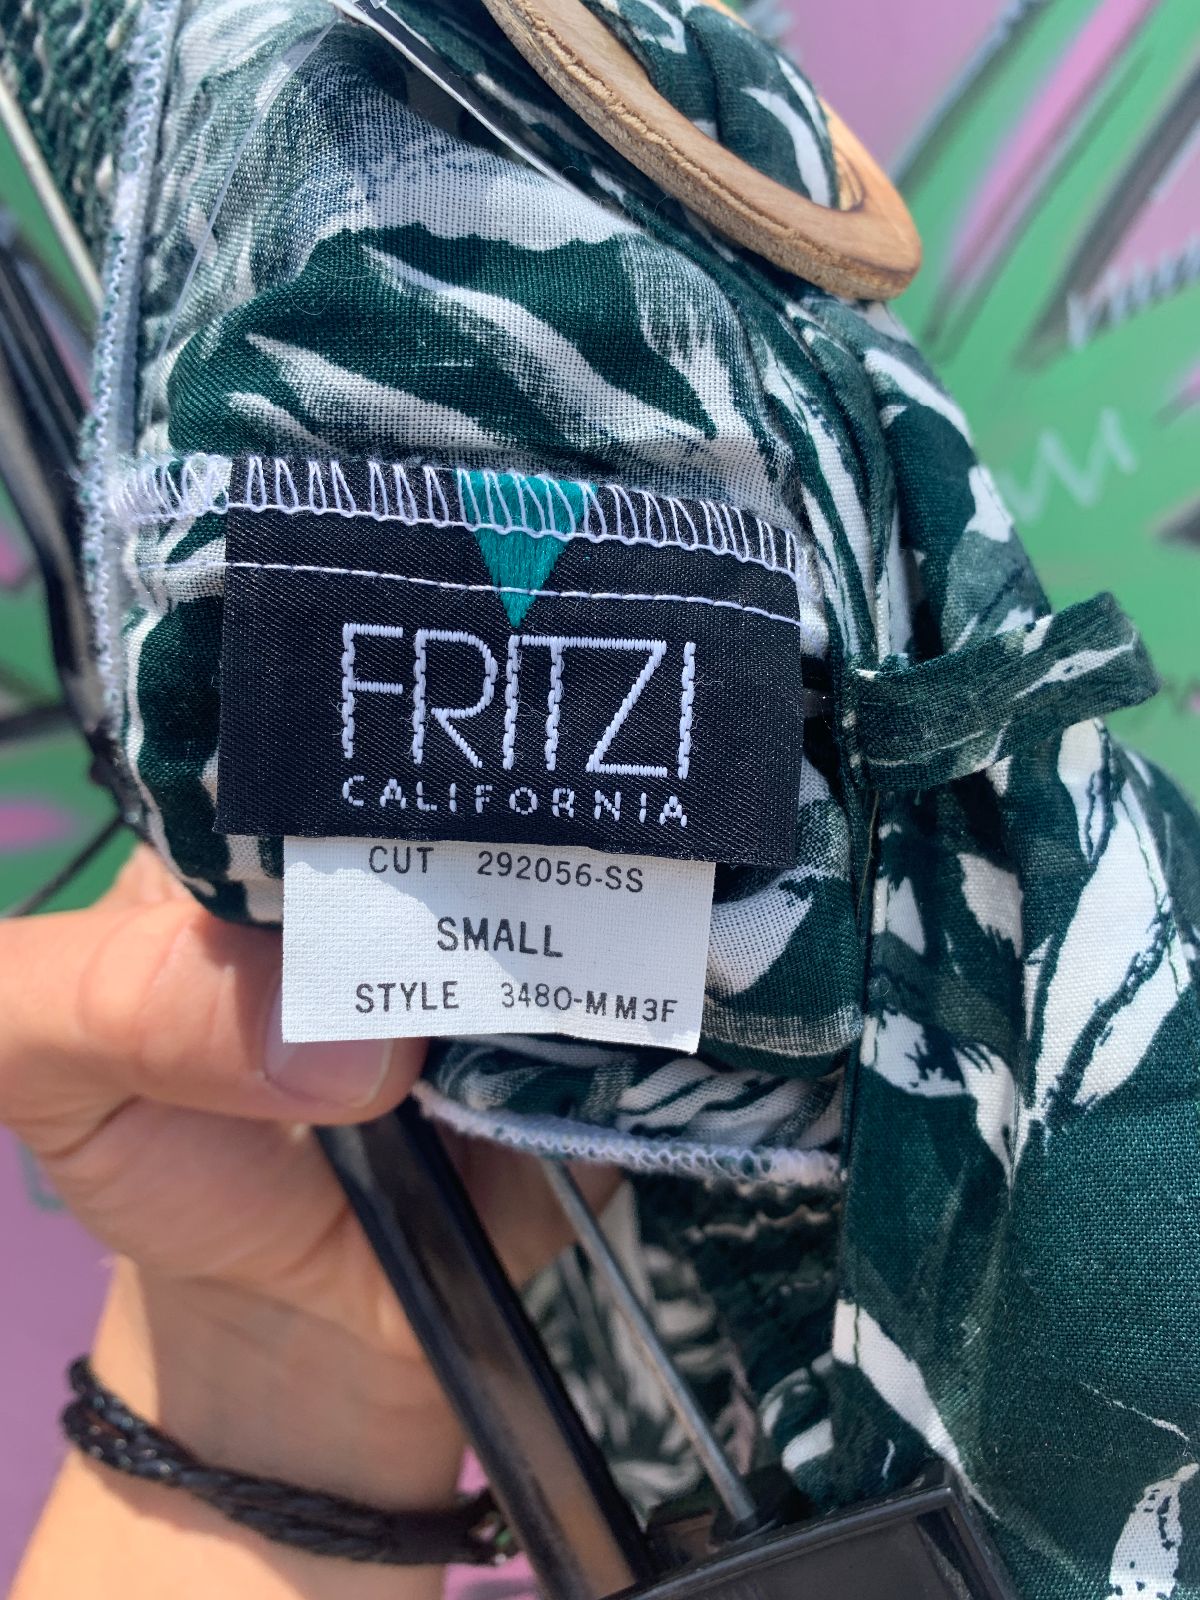 FRITZI
CALIFORNIA
CUT 292056-SS
SMALL
STYLE 3480-MM3F